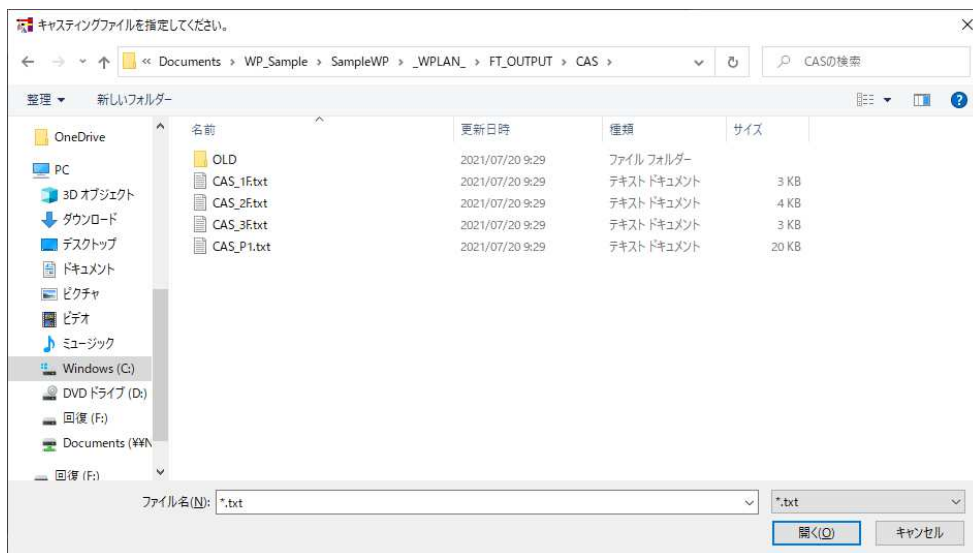 キャスティングファイルを指定してください。
« Documents › WP_Sample › SampleWP › _WPLAN_ › FT_OUTPUT › CAS ›
CASの検索
整理 新しいフォルダー
名前 更新日時 種類 サイズ
OLD 2021/07/20 9:29 ファイル フォルダー
CAS_1F.txt 2021/07/20 9:29 テキスト ドキュメント 3 KB
CAS_2F.txt 2021/07/20 9:29 テキスト ドキュメント 4 KB
CAS_3F.txt 2021/07/20 9:29 テキスト ドキュメント 3 KB
CAS_P1.txt 2021/07/20 9:29 テキスト ドキュメント 20 KB
OneDrive
PC
3D オブジェクト
ダウンロード
デスクトップ
ドキュメント
ピクチャ
ビデオ
ミュージック
Windows (C:)
DVD ドライブ (D:)
回復 (F:)
Documents (¥¥N
回復 (F:)
ファイル名(N): *.txt
*.txt
開く(O) キャンセル